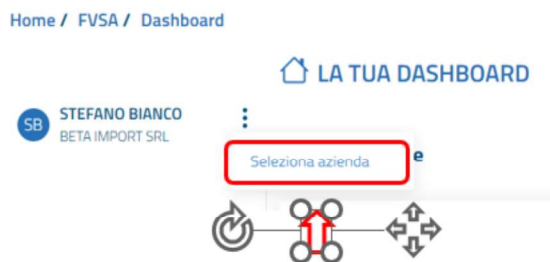 Home / FVSA / Dashboard
LA TUA DASHBOARD
SB STEFANO BIANCO
BETA IMPORT SRL
Seleziona azienda
e